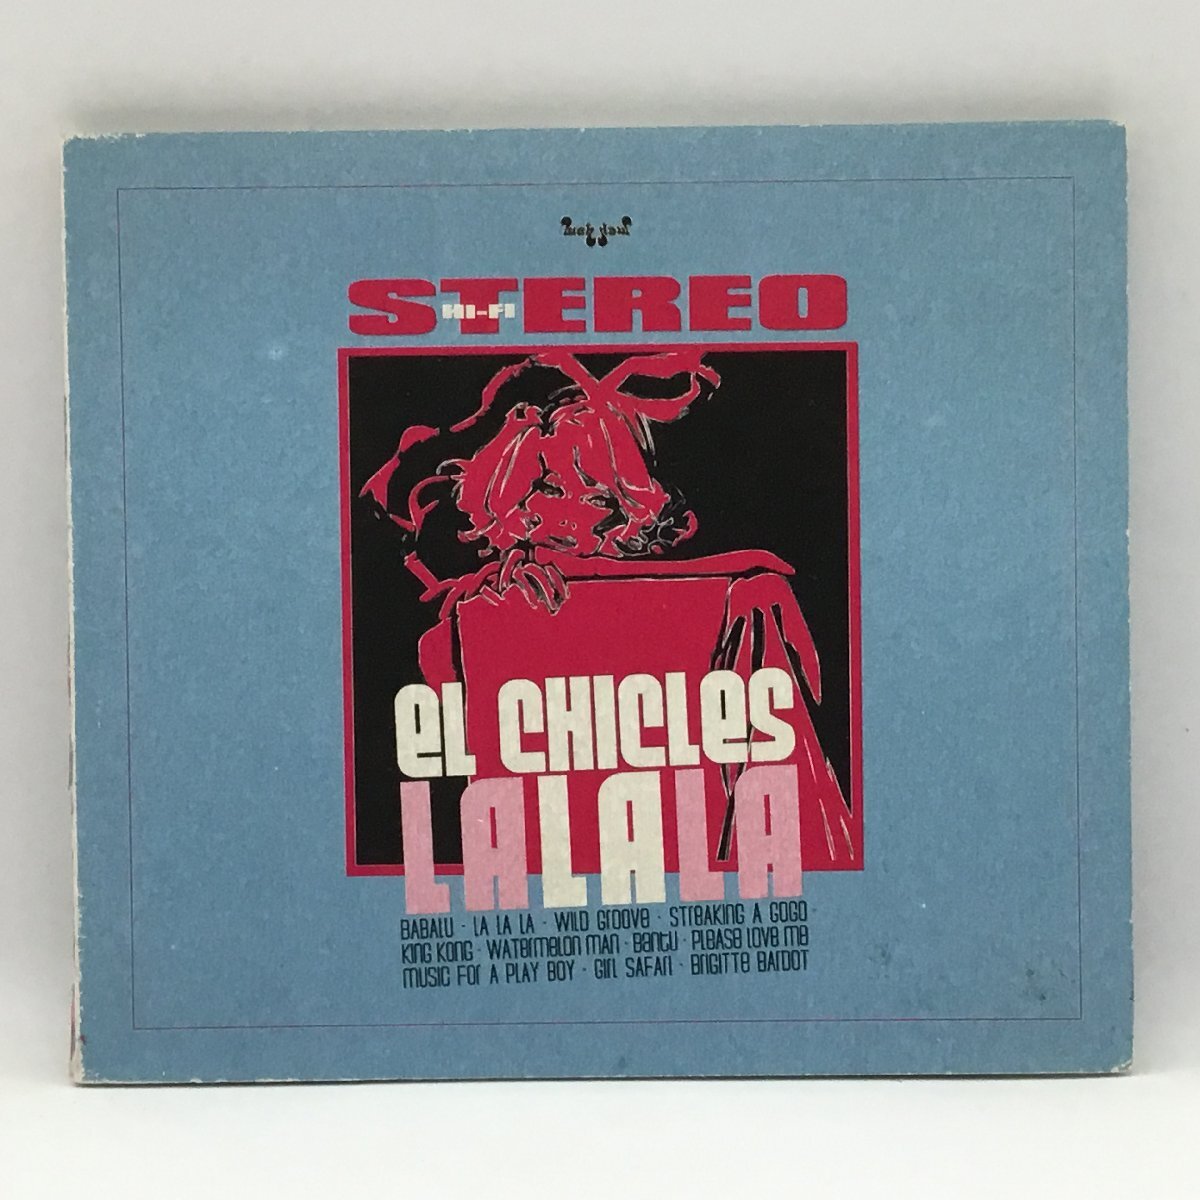 STEREO
HI-FI
eL CHICLeS
LALALA
BABALU · LA LA LA · WILD GROOVE · STREAKING A GOGO ·
KING KONG · WATERMELON MAN · BANTU · PLEASE LOVE ME
MUSIC FOR A PLAY BOY · GIRL SAFARI · BRIGITTE BARDOT